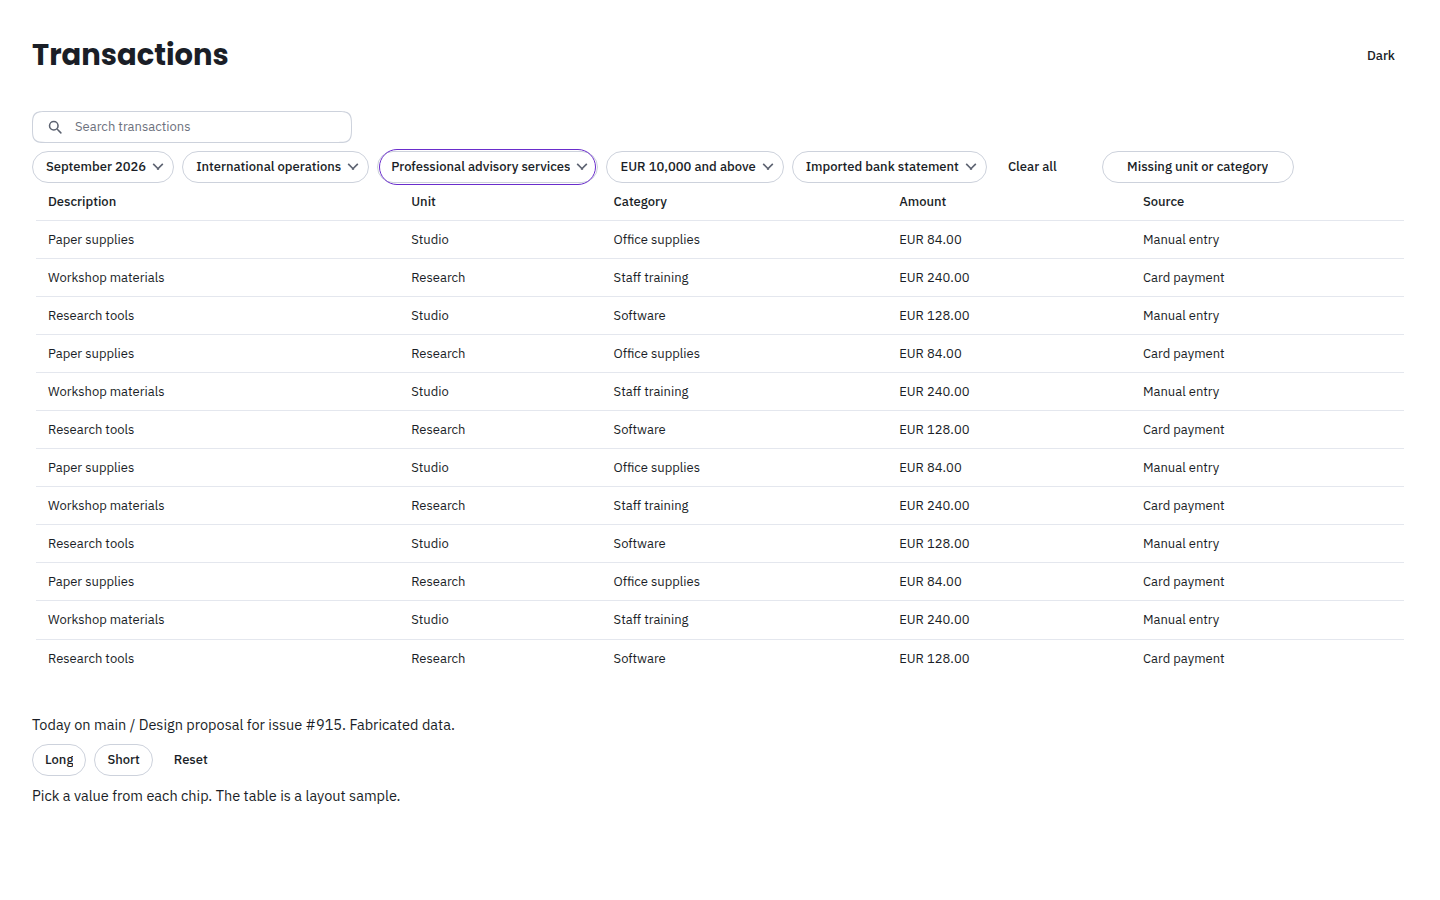 Transactions
Dark
Search transactions
September 2026 International operations Professional advisory services EUR 10,000 and above Imported bank statement Clear all Missing unit or category
Description Unit Category Amount Source
Paper supplies Studio Office supplies EUR 84.00 Manual entry
Workshop materials Research Staff training EUR 240.00 Card payment
Research tools Studio Software EUR 128.00 Manual entry
Paper supplies Research Office supplies EUR 84.00 Card payment
Workshop materials Studio Staff training EUR 240.00 Manual entry
Research tools Research Software EUR 128.00 Card payment
Paper supplies Studio Office supplies EUR 84.00 Manual entry
Workshop materials Research Staff training EUR 240.00 Card payment
Research tools Studio Software EUR 128.00 Manual entry
Paper supplies Research Office supplies EUR 84.00 Card payment
Workshop materials Studio Staff training EUR 240.00 Manual entry
Research tools Research Software EUR 128.00 Card payment
Today on main / Design proposal for issue #915. Fabricated data.
Long Short Reset
Pick a value from each chip. The table is a layout sample.